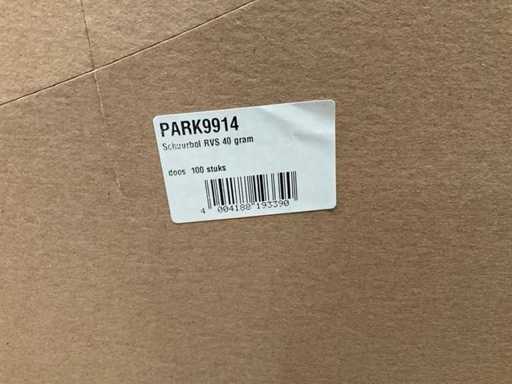 PARK9914
Schuurbol RVS 40 gram
doos 100 stuks
4 004188 193390